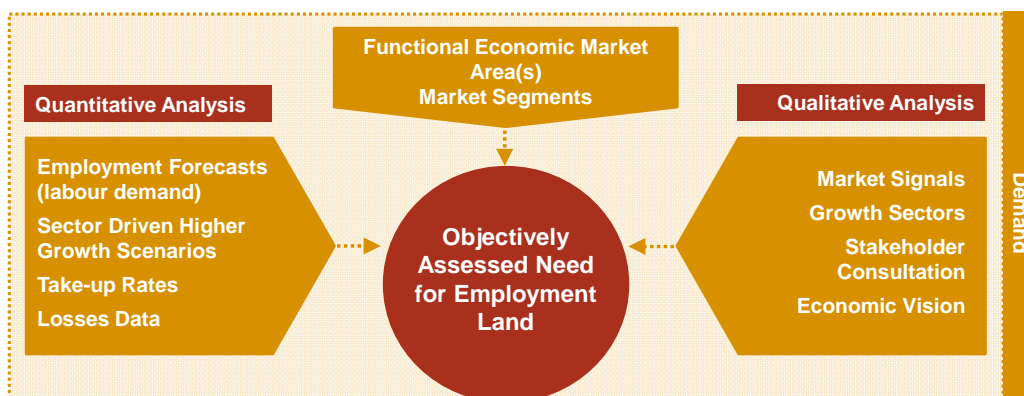 Functional Economic Market
Area(s)
Market Segments
Quantitative Analysis
Qualitative Analysis
Employment Forecasts
(labour demand)
Sector Driven Higher
Growth Scenarios
Take-up Rates
Losses Data
Objectively
Assessed Need
for Employment
Land
Market Signals
Growth Sectors
Stakeholder
Consultation
Economic Vision
Demand